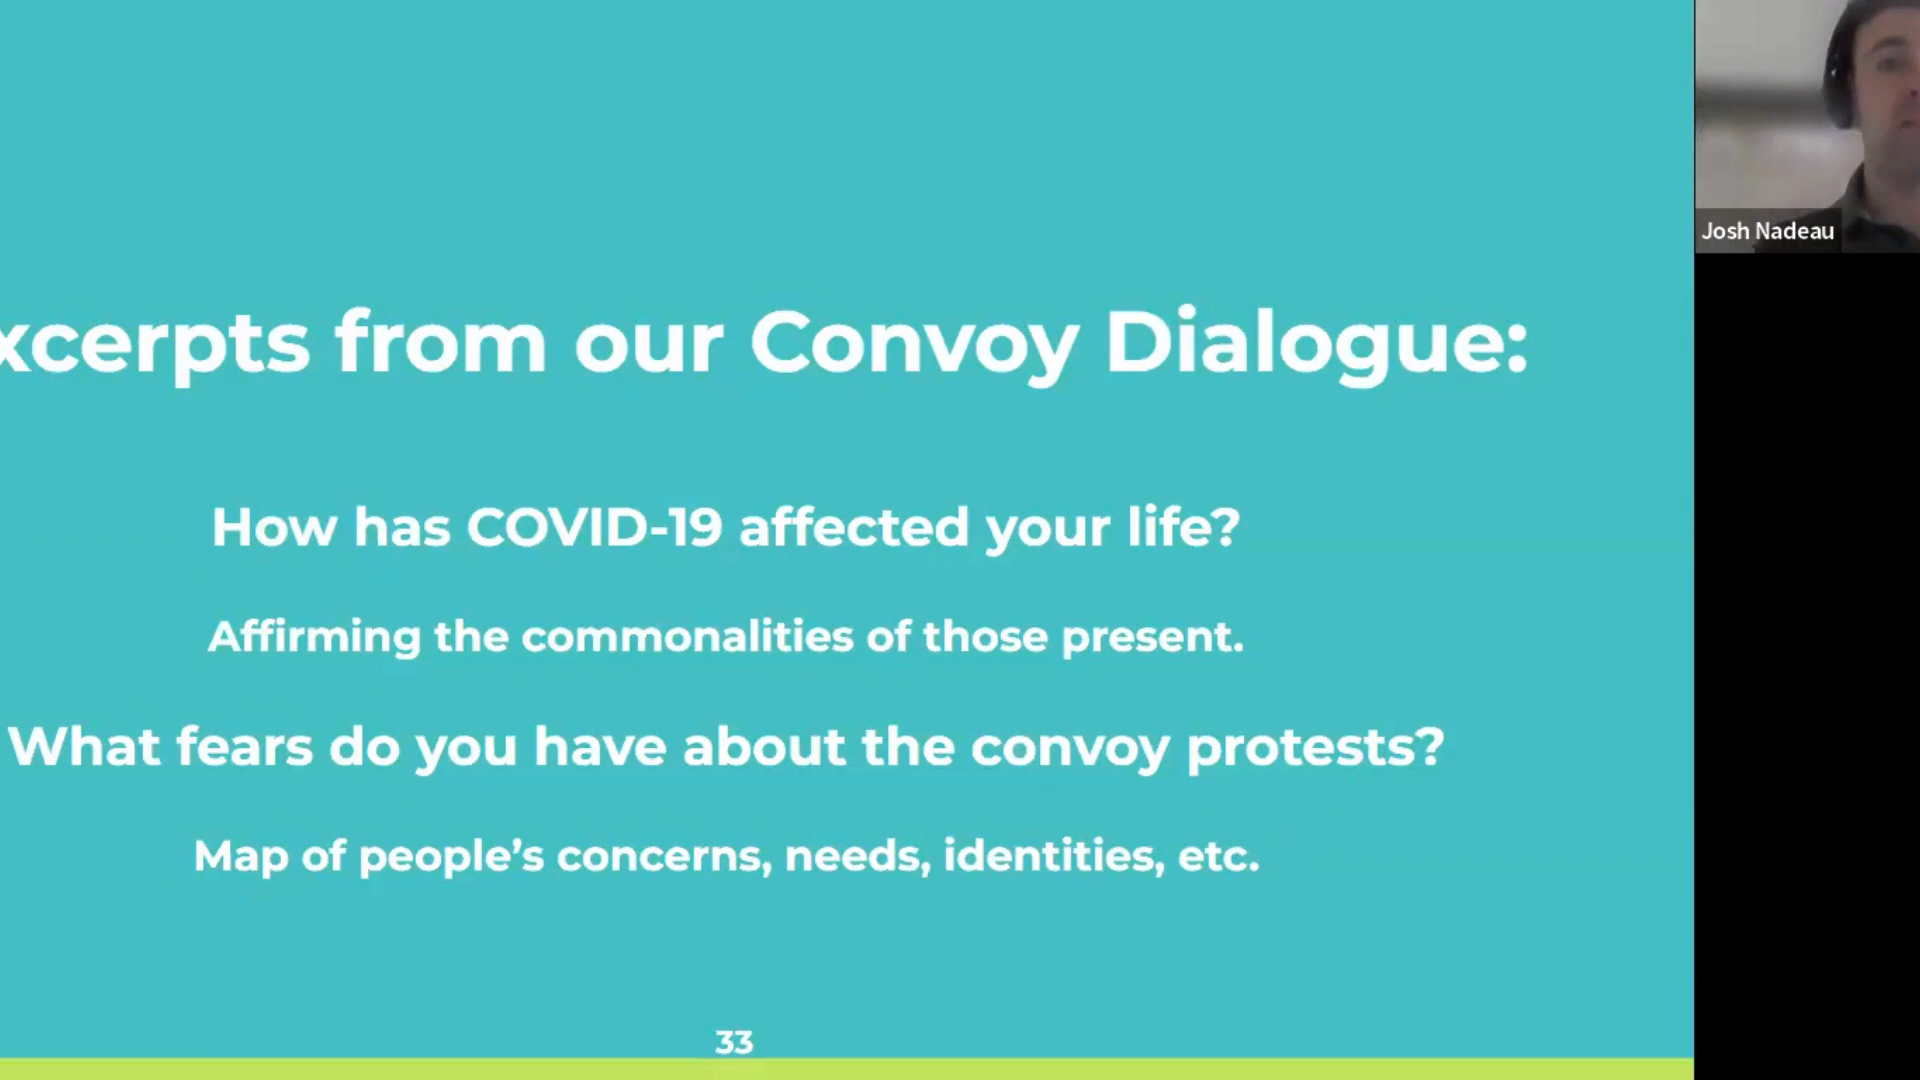 xcerpts from our Convoy Dialogue:
How has COVID-19 affected your life?
Affirming the commonalities of those present.
What fears do you have about the convoy protests?
Map of people’s concerns, needs, identities, etc.
33
Josh Nadeau